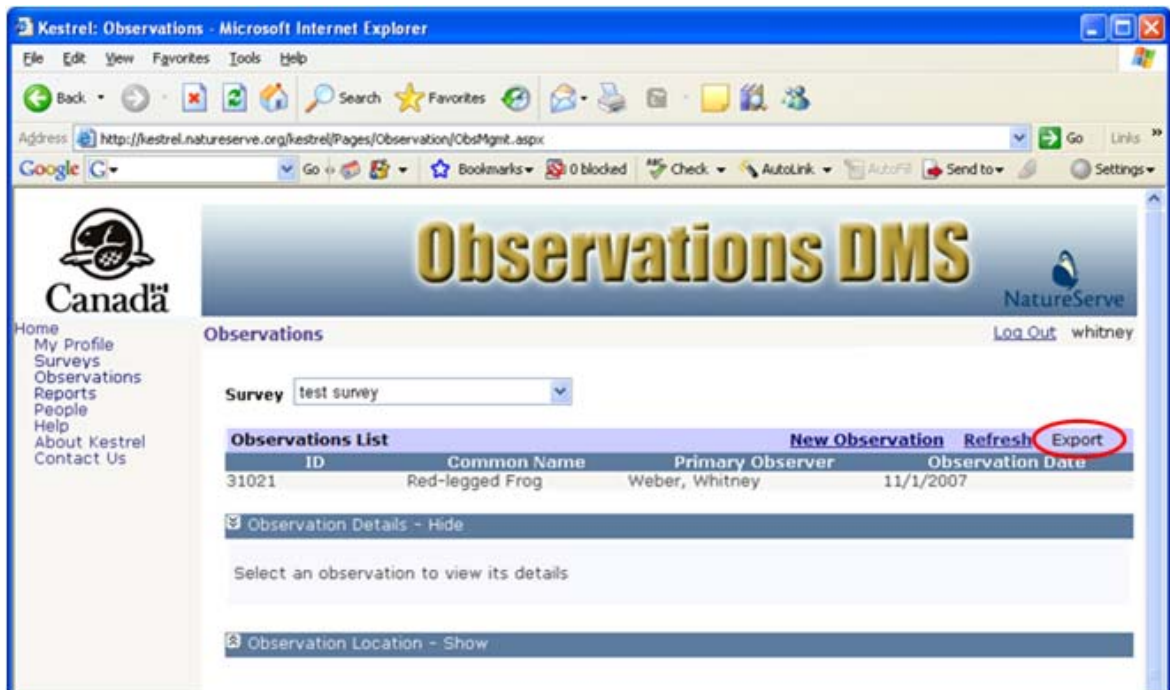 Kestrel: Observations - Microsoft Internet Explorer
File Edit View Favorites Tools Help
Back Search Favorites
Address http://kestrel.natureserve.org/kestrel/Pages/Observation/ObsMgmt.aspx Go Links »
Google G Go Bookmarks 0 blocked ABC Check AutoLink AutoFill Send to Settings
Canada
Observations DMS
NatureServe
Home
My Profile
Surveys
Observations
Reports
People
Help
About Kestrel
Contact Us
Observations Log Out whitney
Survey test survey
Observations List New Observation Refresh Export
ID Common Name Primary Observer Observation Date
31021 Red-legged Frog Weber, Whitney 11/1/2007
Observation Details - Hide
Select an observation to view its details
Observation Location - Show